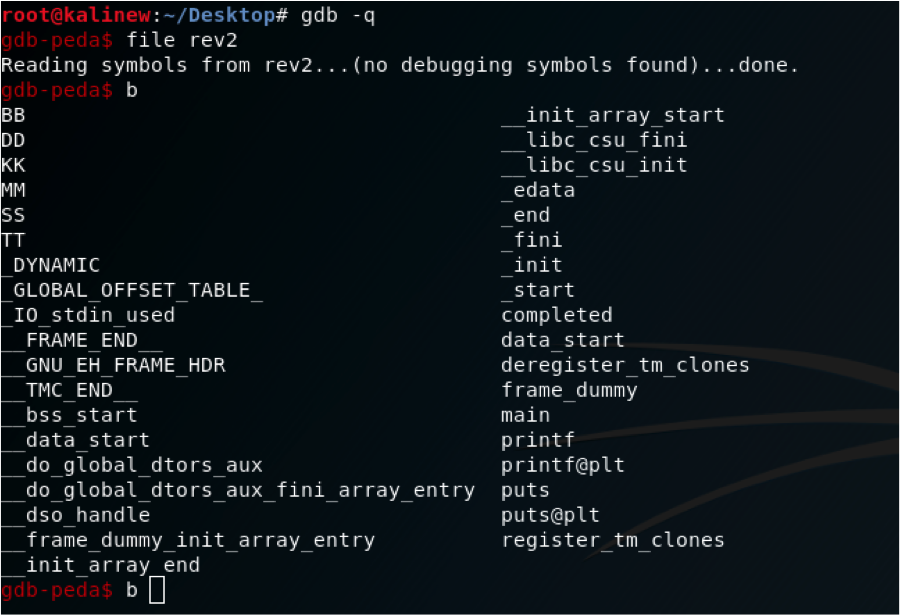 root@kalinew:~/Desktop# gdb -q
gdb-peda$ file rev2
Reading symbols from rev2...(no debugging symbols found)...done.
gdb-peda$ b
BB __init_array_start
DD __libc_csu_fini
KK __libc_csu_init
MM _edata
SS _end
TT _fini
_DYNAMIC _init
_GLOBAL_OFFSET_TABLE_ _start
_IO_stdin_used completed
__FRAME_END__ data_start
__GNU_EH_FRAME_HDR deregister_tm_clones
__TMC_END__ frame_dummy
__bss_start main
__data_start printf
__do_global_dtors_aux printf@plt
__do_global_dtors_aux_fini_array_entry puts
__dso_handle puts@plt
__frame_dummy_init_array_entry register_tm_clones
__init_array_end
gdb-peda$ b